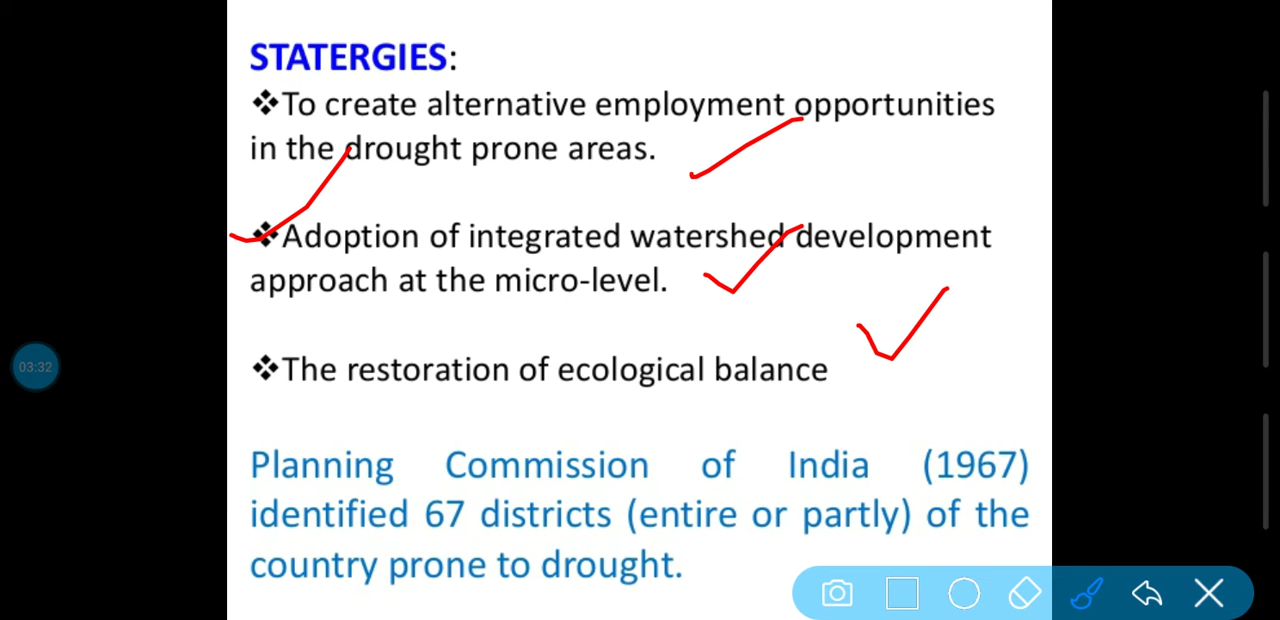 STATERGIES:
❖To create alternative employment opportunities
in the drought prone areas.
❖Adoption of integrated watershed development
approach at the micro-level.
❖The restoration of ecological balance
Planning Commission of India (1967)
identified 67 districts (entire or partly) of the
country prone to drought.
03:32